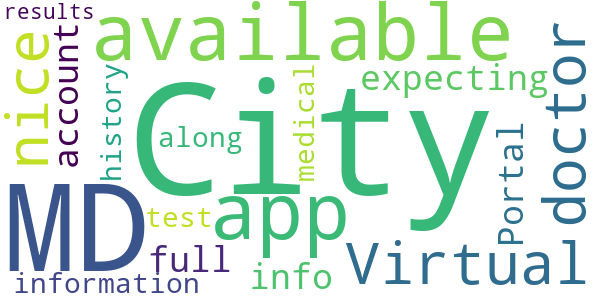 results
available
nice
account
doctor
expecting
City
history
medical
along
Portal
MD
app
test
Virtual
full
info
information